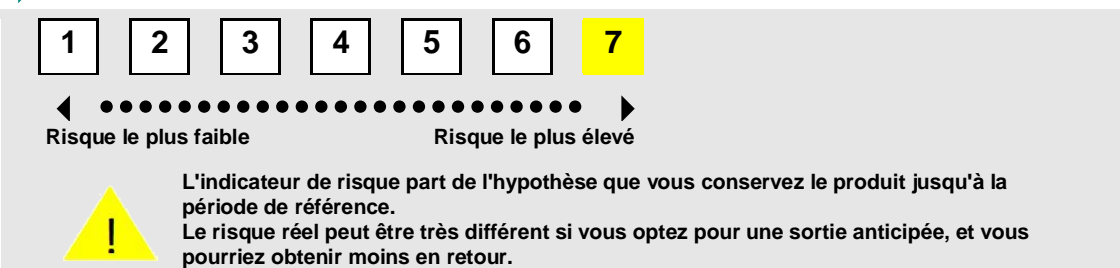 1 2 3 4 5 6 7
Risque le plus faible Risque le plus élevé
!
L'indicateur de risque part de l'hypothèse que vous conservez le produit jusqu'à la
période de référence.
Le risque réel peut être très différent si vous optez pour une sortie anticipée, et vous
pourriez obtenir moins en retour.